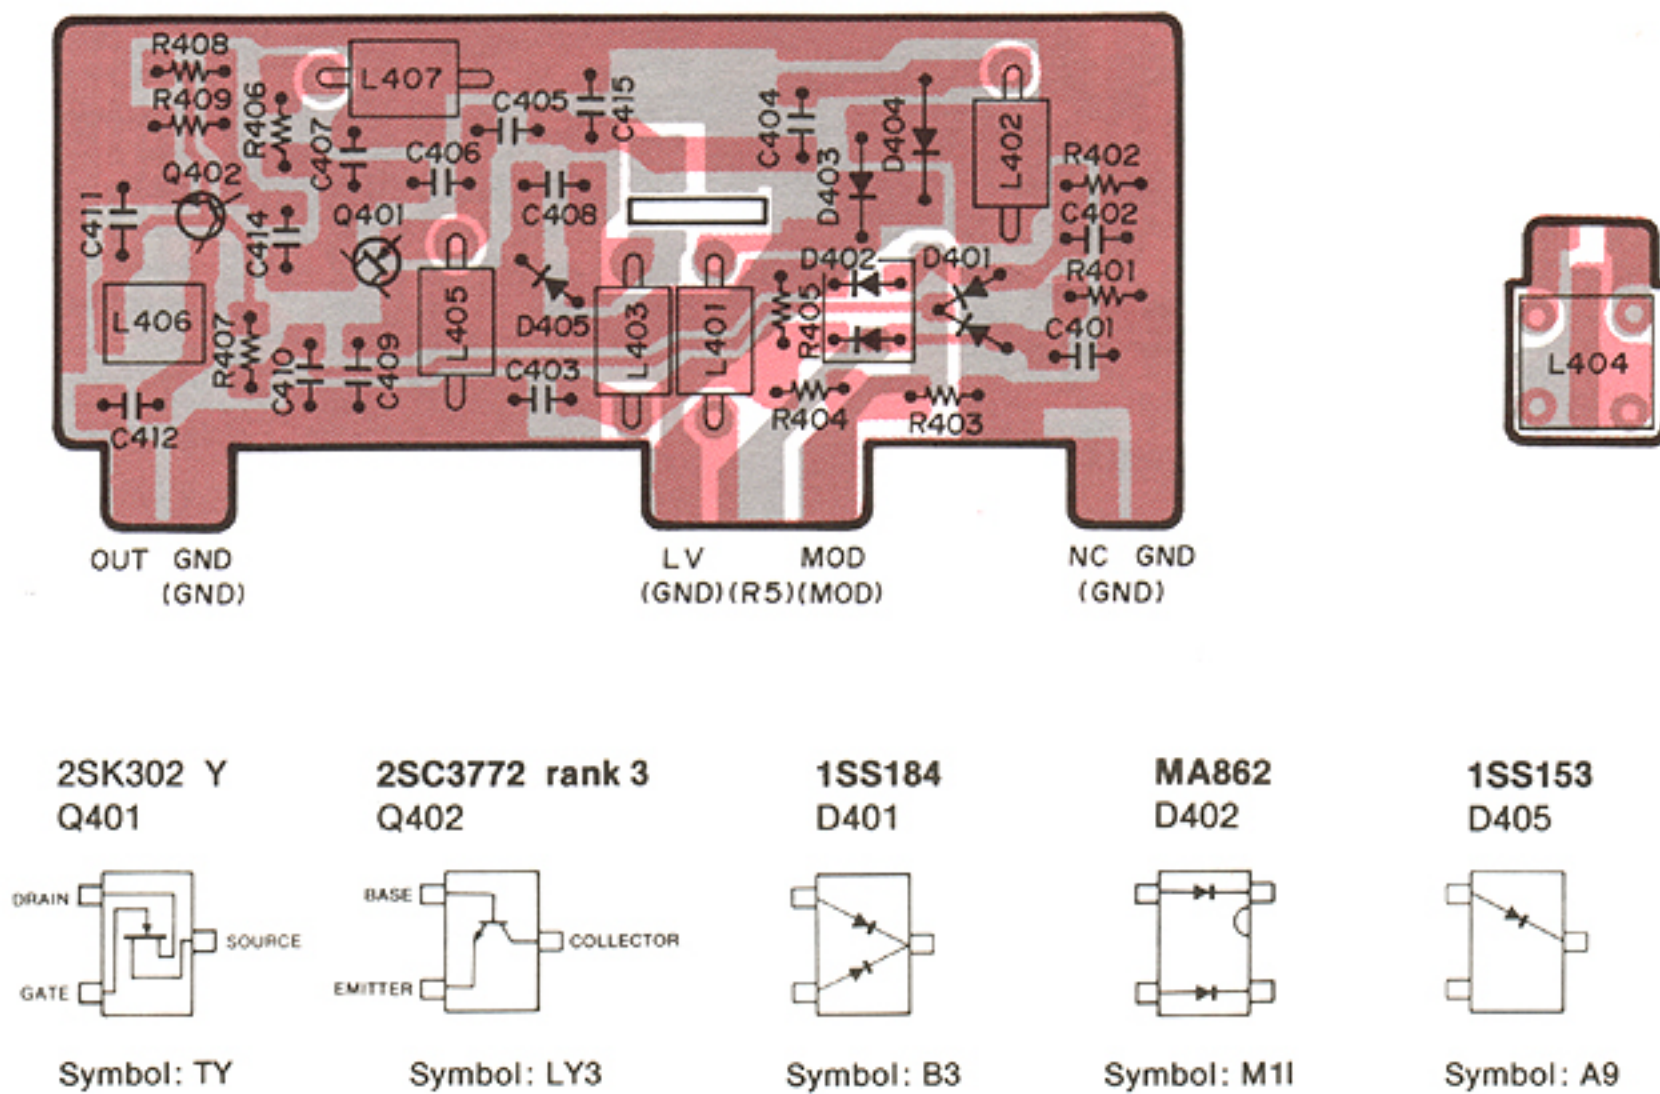 R408
L407
R409
R406
C407
C405
C415
C404
D404
L402
R402
Q402
C406
D403
C411
C414
Q401
C408
C402
D402
D401
R401
L406
R407
L405
D405
L403
L401
R405
C401
L404
C410
C409
C403
C412
R404
R403
OUT GND
(GND)
LV MOD
(GND)(R5)(MOD)
NC GND
(GND)
2SK302 Y
Q401
DRAIN
SOURCE
GATE
Symbol: TY
2SC3772 rank 3
Q402
BASE
COLLECTOR
EMITTER
Symbol: LY3
1SS184
D401
Symbol: B3
MA862
D402
Symbol: M1I
1SS153
D405
Symbol: A9